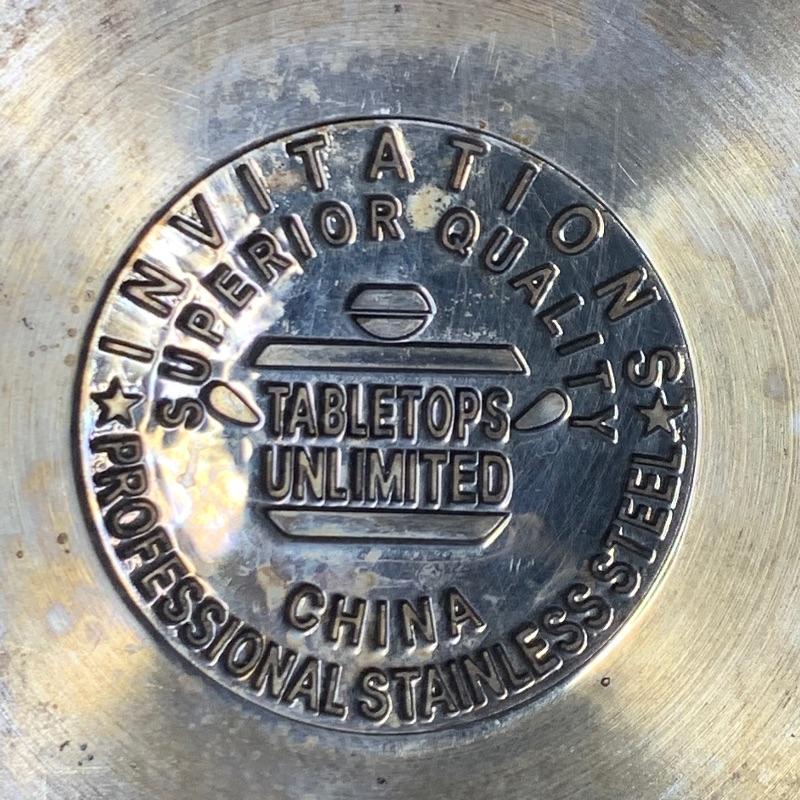 INVITATIONS
SUPERIOR QUALITY
TABLETOPS
UNLIMITED
CHINA
PROFESSIONAL STAINLESS STEEL